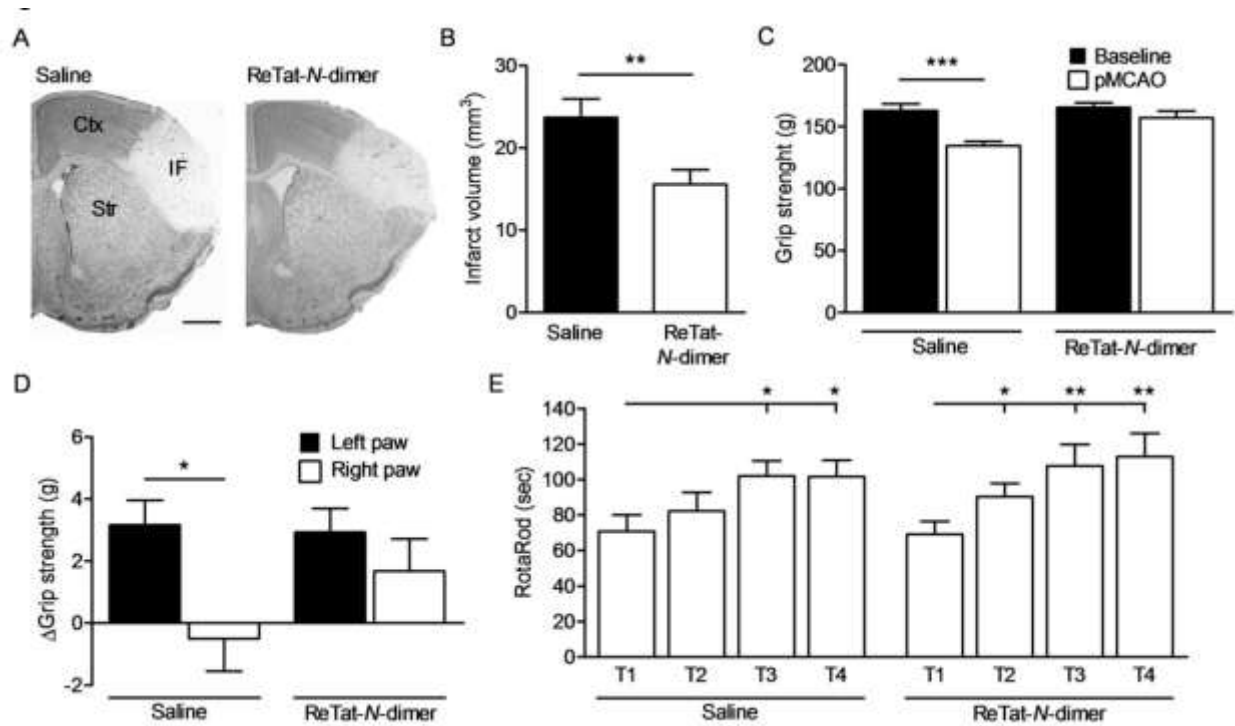 A
Saline
ReTat-N-dimer
Ctx
IF
Str
B
**
Infarct volume (mm³)
30
20
10
0
Saline
ReTat-
N-dimer
C
Baseline
pMCAO
***
Grip strenght (g)
200
150
100
50
0
Saline
ReTat-N-dimer
D
Left paw
Right paw
*
ΔGrip strength (g)
6
4
2
0
-2
Saline
ReTat-N-dimer
E
* * * ** **
RotaRod (sec)
140
120
100
80
60
40
20
0
T1 T2 T3 T4 T1 T2 T3 T4
Saline
ReTat-N-dimer